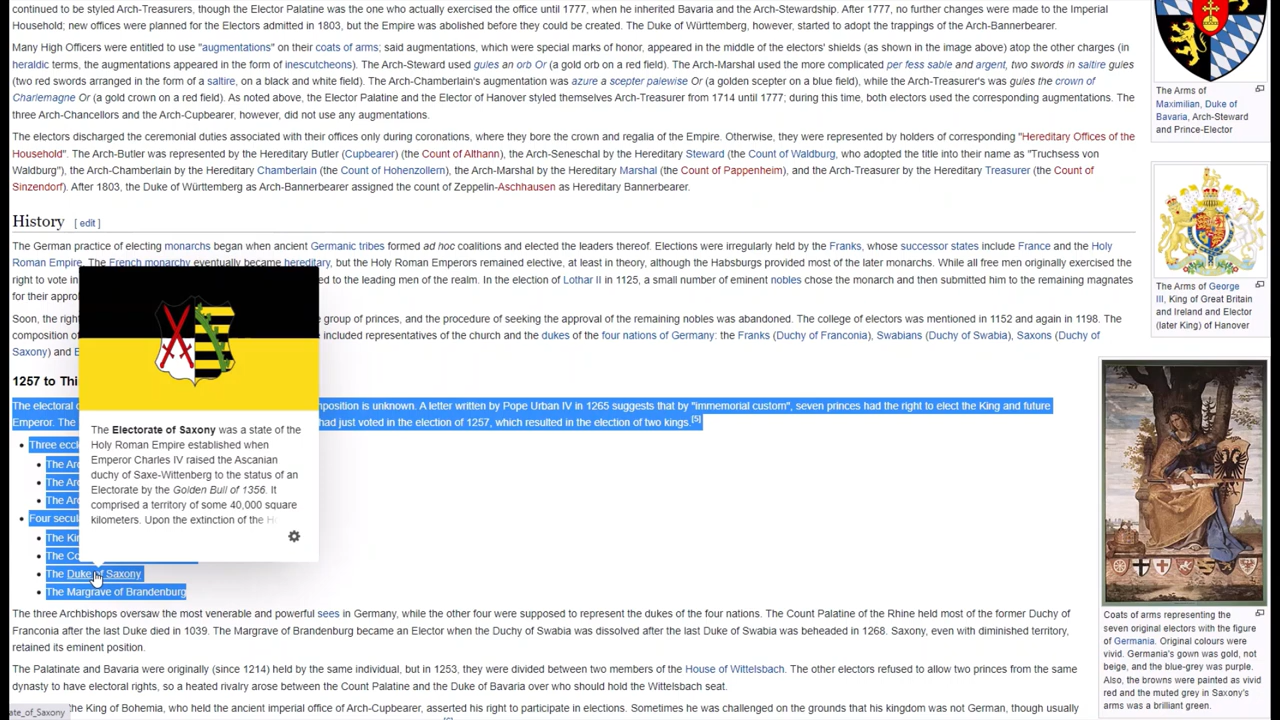 continued to be styled Arch-Treasurers, though the Elector Palatine was the one who actually exercised the office until 1777, when he inherited Bavaria and the Arch-Stewardship. After 1777, no further changes were made to the Imperial
Household; new offices were planned for the Electors admitted in 1803, but the Empire was abolished before they could be created. The Duke of Württemberg, however, started to adopt the trappings of the Arch-Bannerbearer.
Many High Officers were entitled to use "augmentations" on their coats of arms; said augmentations, which were special marks of honor, appeared in the middle of the electors' shields (as shown in the image above) atop the other charges (in
heraldic terms, the augmentations appeared in the form of inescutcheons). The Arch-Steward used gules an orb Or (a gold orb on a red field). The Arch-Marshal used the more complicated per fess sable and argent, two swords in saltire gules
(two red swords arranged in the form of a saltire, on a black and white field). The Arch-Chamberlain's augmentation was azure a scepter palewise Or (a golden scepter on a blue field), while the Arch-Treasurer's was gules the crown of
Charlemagne Or (a gold crown on a red field). As noted above, the Elector Palatine and the Elector of Hanover styled themselves Arch-Treasurer from 1714 until 1777; during this time, both electors used the corresponding augmentations. The
three Arch-Chancellors and the Arch-Cupbearer, however, did not use any augmentations.
The electors discharged the ceremonial duties associated with their offices only during coronations, where they bore the crown and regalia of the Empire. Otherwise, they were represented by holders of corresponding "Hereditary Offices of the
Household". The Arch-Butler was represented by the Hereditary Butler (Cupbearer) (the Count of Althann), the Arch-Seneschal by the Hereditary Steward (the Count of Waldburg, who adopted the title into their name as "Truchsess von
Waldburg"), the Arch-Chamberlain by the Hereditary Chamberlain (the Count of Hohenzollern), the Arch-Marshal by the Hereditary Marshal (the Count of Pappenheim), and the Arch-Treasurer by the Hereditary Treasurer (the Count of
Sinzendorf). After 1803, the Duke of Württemberg as Arch-Bannerbearer assigned the count of Zeppelin-Aschhausen as Hereditary Bannerbearer.
The Arms of
Maximilian, Duke of
Bavaria, Arch-Steward
and Prince-Elector
History [ edit ]
The German practice of electing monarchs began when ancient Germanic tribes formed ad hoc coalitions and elected the leaders thereof. Elections were irregularly held by the Franks, whose successor states include France and the Holy
Roman Empire. The French monarchy eventually became hereditary, but the Holy Roman Emperors remained elective, at least in theory, although the Habsburgs provided most of the later monarchs. While all free men originally exercised the
right to vote in ed to the leading men of the realm. In the election of Lothar II in 1125, a small number of eminent nobles chose the monarch and then submitted him to the remaining magnates
for their appro
Soon, the righ group of princes, and the procedure of seeking the approval of the remaining nobles was abandoned. The college of electors was mentioned in 1152 and again in 1198. The
composition of included representatives of the church and the dukes of the four nations of Germany: the Franks (Duchy of Franconia), Swabians (Duchy of Swabia), Saxons (Duchy of
Saxony) and B
The Arms of George
III, King of Great Britain
and Ireland and Elector
(later King) of Hanover
1257 to Thi
The electoral c position is unknown. A letter written by Pope Urban IV in 1265 suggests that by "immemorial custom", seven princes had the right to elect the King and future
Emperor. The had just voted in the election of 1257, which resulted in the election of two kings.[5]
Three eccl
The Arc
The Arc
The Arc
Four secul
The Kin
The Co
The Duke of Saxony
The Margrave of Brandenburg
The Electorate of Saxony was a state of the
Holy Roman Empire established when
Emperor Charles IV raised the Ascanian
duchy of Saxe-Wittenberg to the status of an
Electorate by the Golden Bull of 1356. It
comprised a territory of some 40,000 square
kilometers. Upon the extinction of the H
The three Archbishops oversaw the most venerable and powerful sees in Germany, while the other four were supposed to represent the dukes of the four nations. The Count Palatine of the Rhine held most of the former Duchy of
Franconia after the last Duke died in 1039. The Margrave of Brandenburg became an Elector when the Duchy of Swabia was dissolved after the last Duke of Swabia was beheaded in 1268. Saxony, even with diminished territory,
retained its eminent position.
The Palatinate and Bavaria were originally (since 1214) held by the same individual, but in 1253, they were divided between two members of the House of Wittelsbach. The other electors refused to allow two princes from the same
dynasty to have electoral rights, so a heated rivalry arose between the Count Palatine and the Duke of Bavaria over who should hold the Wittelsbach seat.
he King of Bohemia, who held the ancient imperial office of Arch-Cupbearer, asserted his right to participate in elections. Sometimes he was challenged on the grounds that his kingdom was not German, though usually
ate_of_Saxony
Coats of arms representing the
seven original electors with the figure
of Germania. Original colours were
vivid. Germania's gown was gold, not
beige, and the blue-grey was purple.
Also, the browns were painted as vivid
red and the muted grey in Saxony's
arms was a brilliant green.